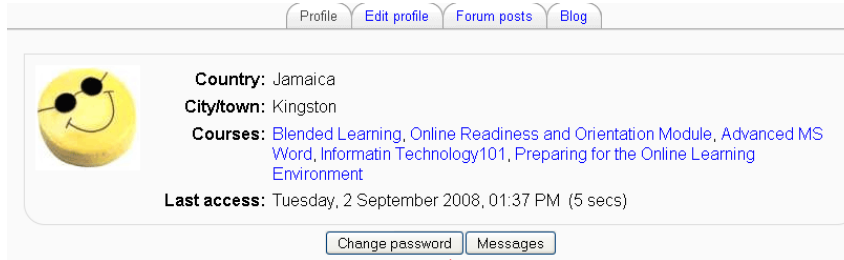 Profile Edit profile Forum posts Blog
Country: Jamaica
City/town: Kingston
Courses: Blended Learning, Online Readiness and Orientation Module, Advanced MS
Word, Informatin Technology101, Preparing for the Online Learning
Environment
Last access: Tuesday, 2 September 2008, 01:37 PM (5 secs)
Change password Messages